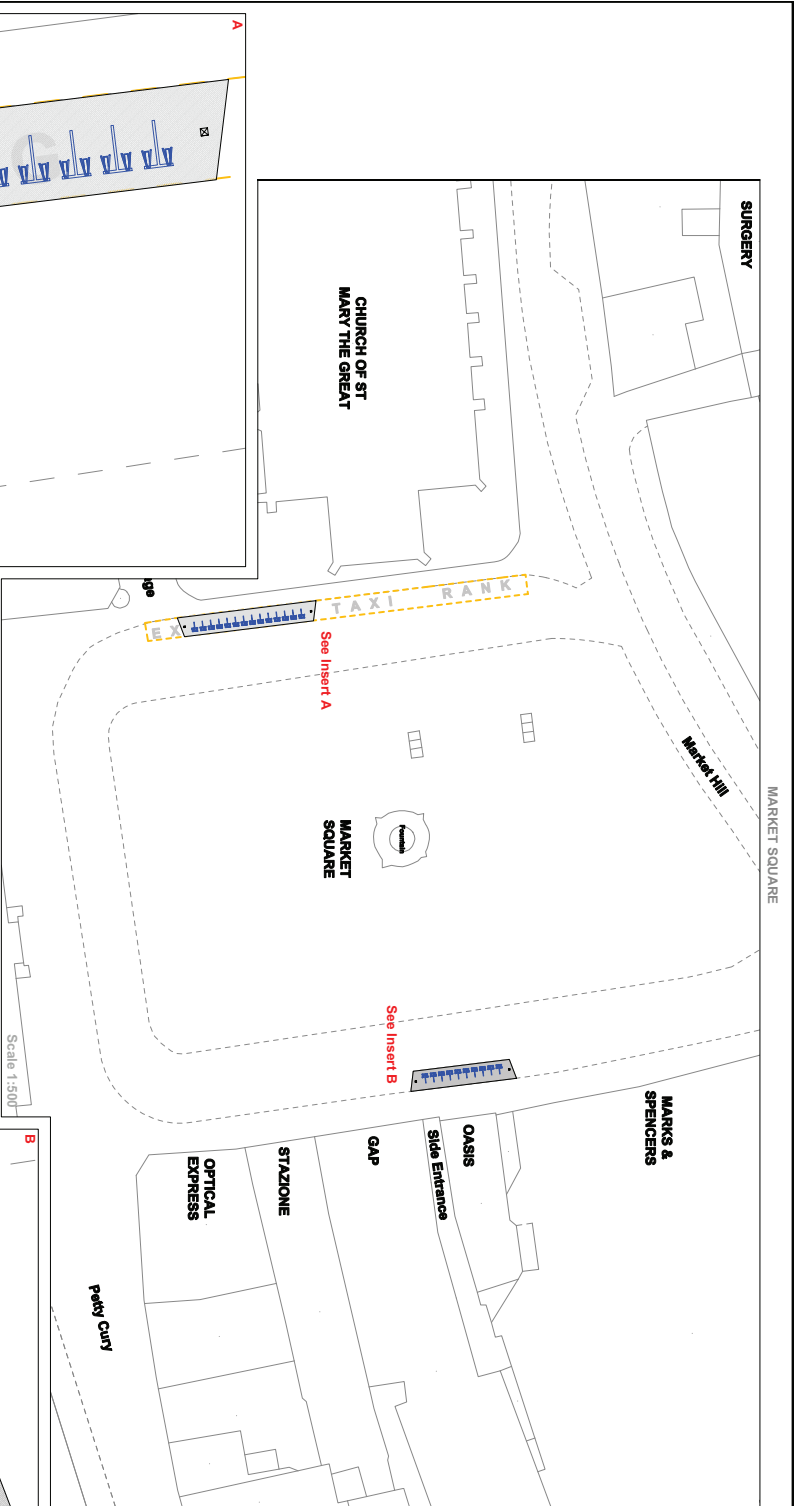 MARKET SQUARE
SURGERY
CHURCH OF ST
MARY THE GREAT
Market Hill
EX TAXI RANK
See Insert A
MARKET
SQUARE
Fountain
See Insert B
MARKS &
SPENCERS
OASIS
Side Entrance
GAP
STAZIONE
OPTICAL
EXPRESS
Petty Cury
Scale 1:500
A
G
B